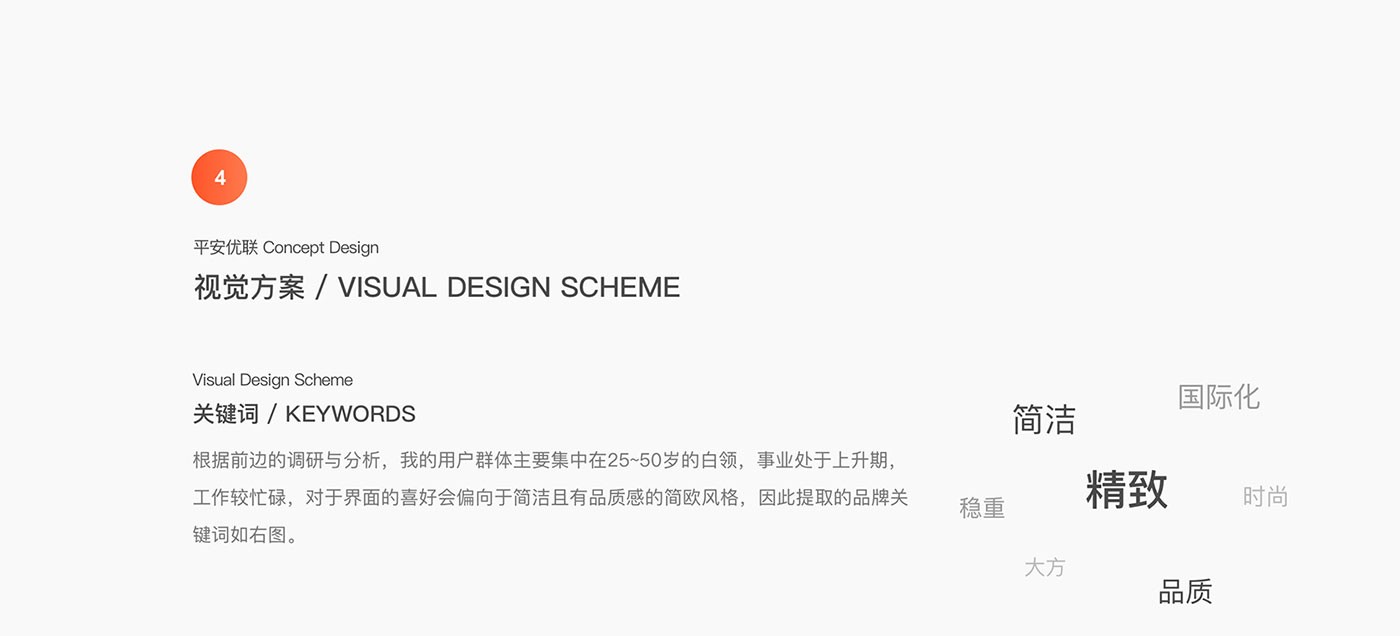 4
平安优联 Concept Design
视觉方案 / VISUAL DESIGN SCHEME
Visual Design Scheme
关键词 / KEYWORDS
根据前边的调研与分析，我的用户群体主要集中在25~50岁的白领，事业处于上升期，
工作较忙碌，对于界面的喜好会偏向于简洁且有品质感的简欧风格，因此提取的品牌关
键词如右图。
国际化
简洁
精致
时尚
稳重
大方
品质